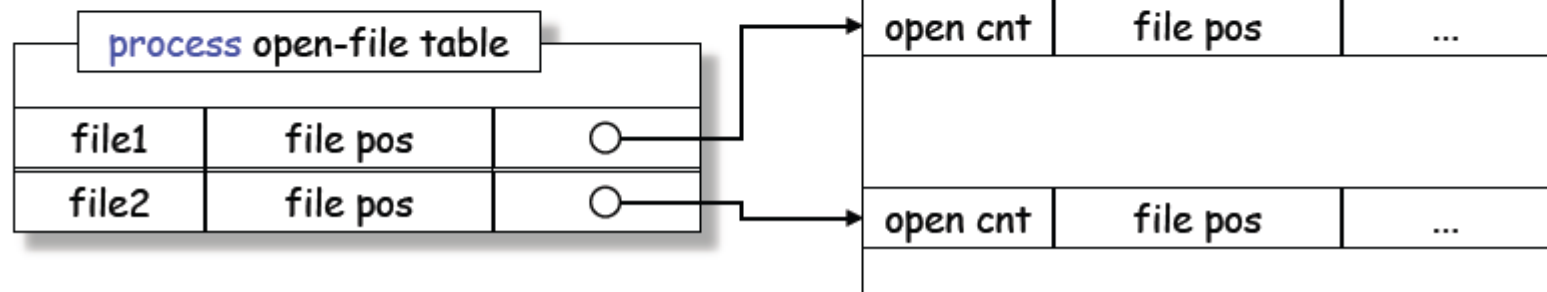 process open-file table
file1 file pos
file2 file pos
open cnt file pos ...
open cnt file pos ...